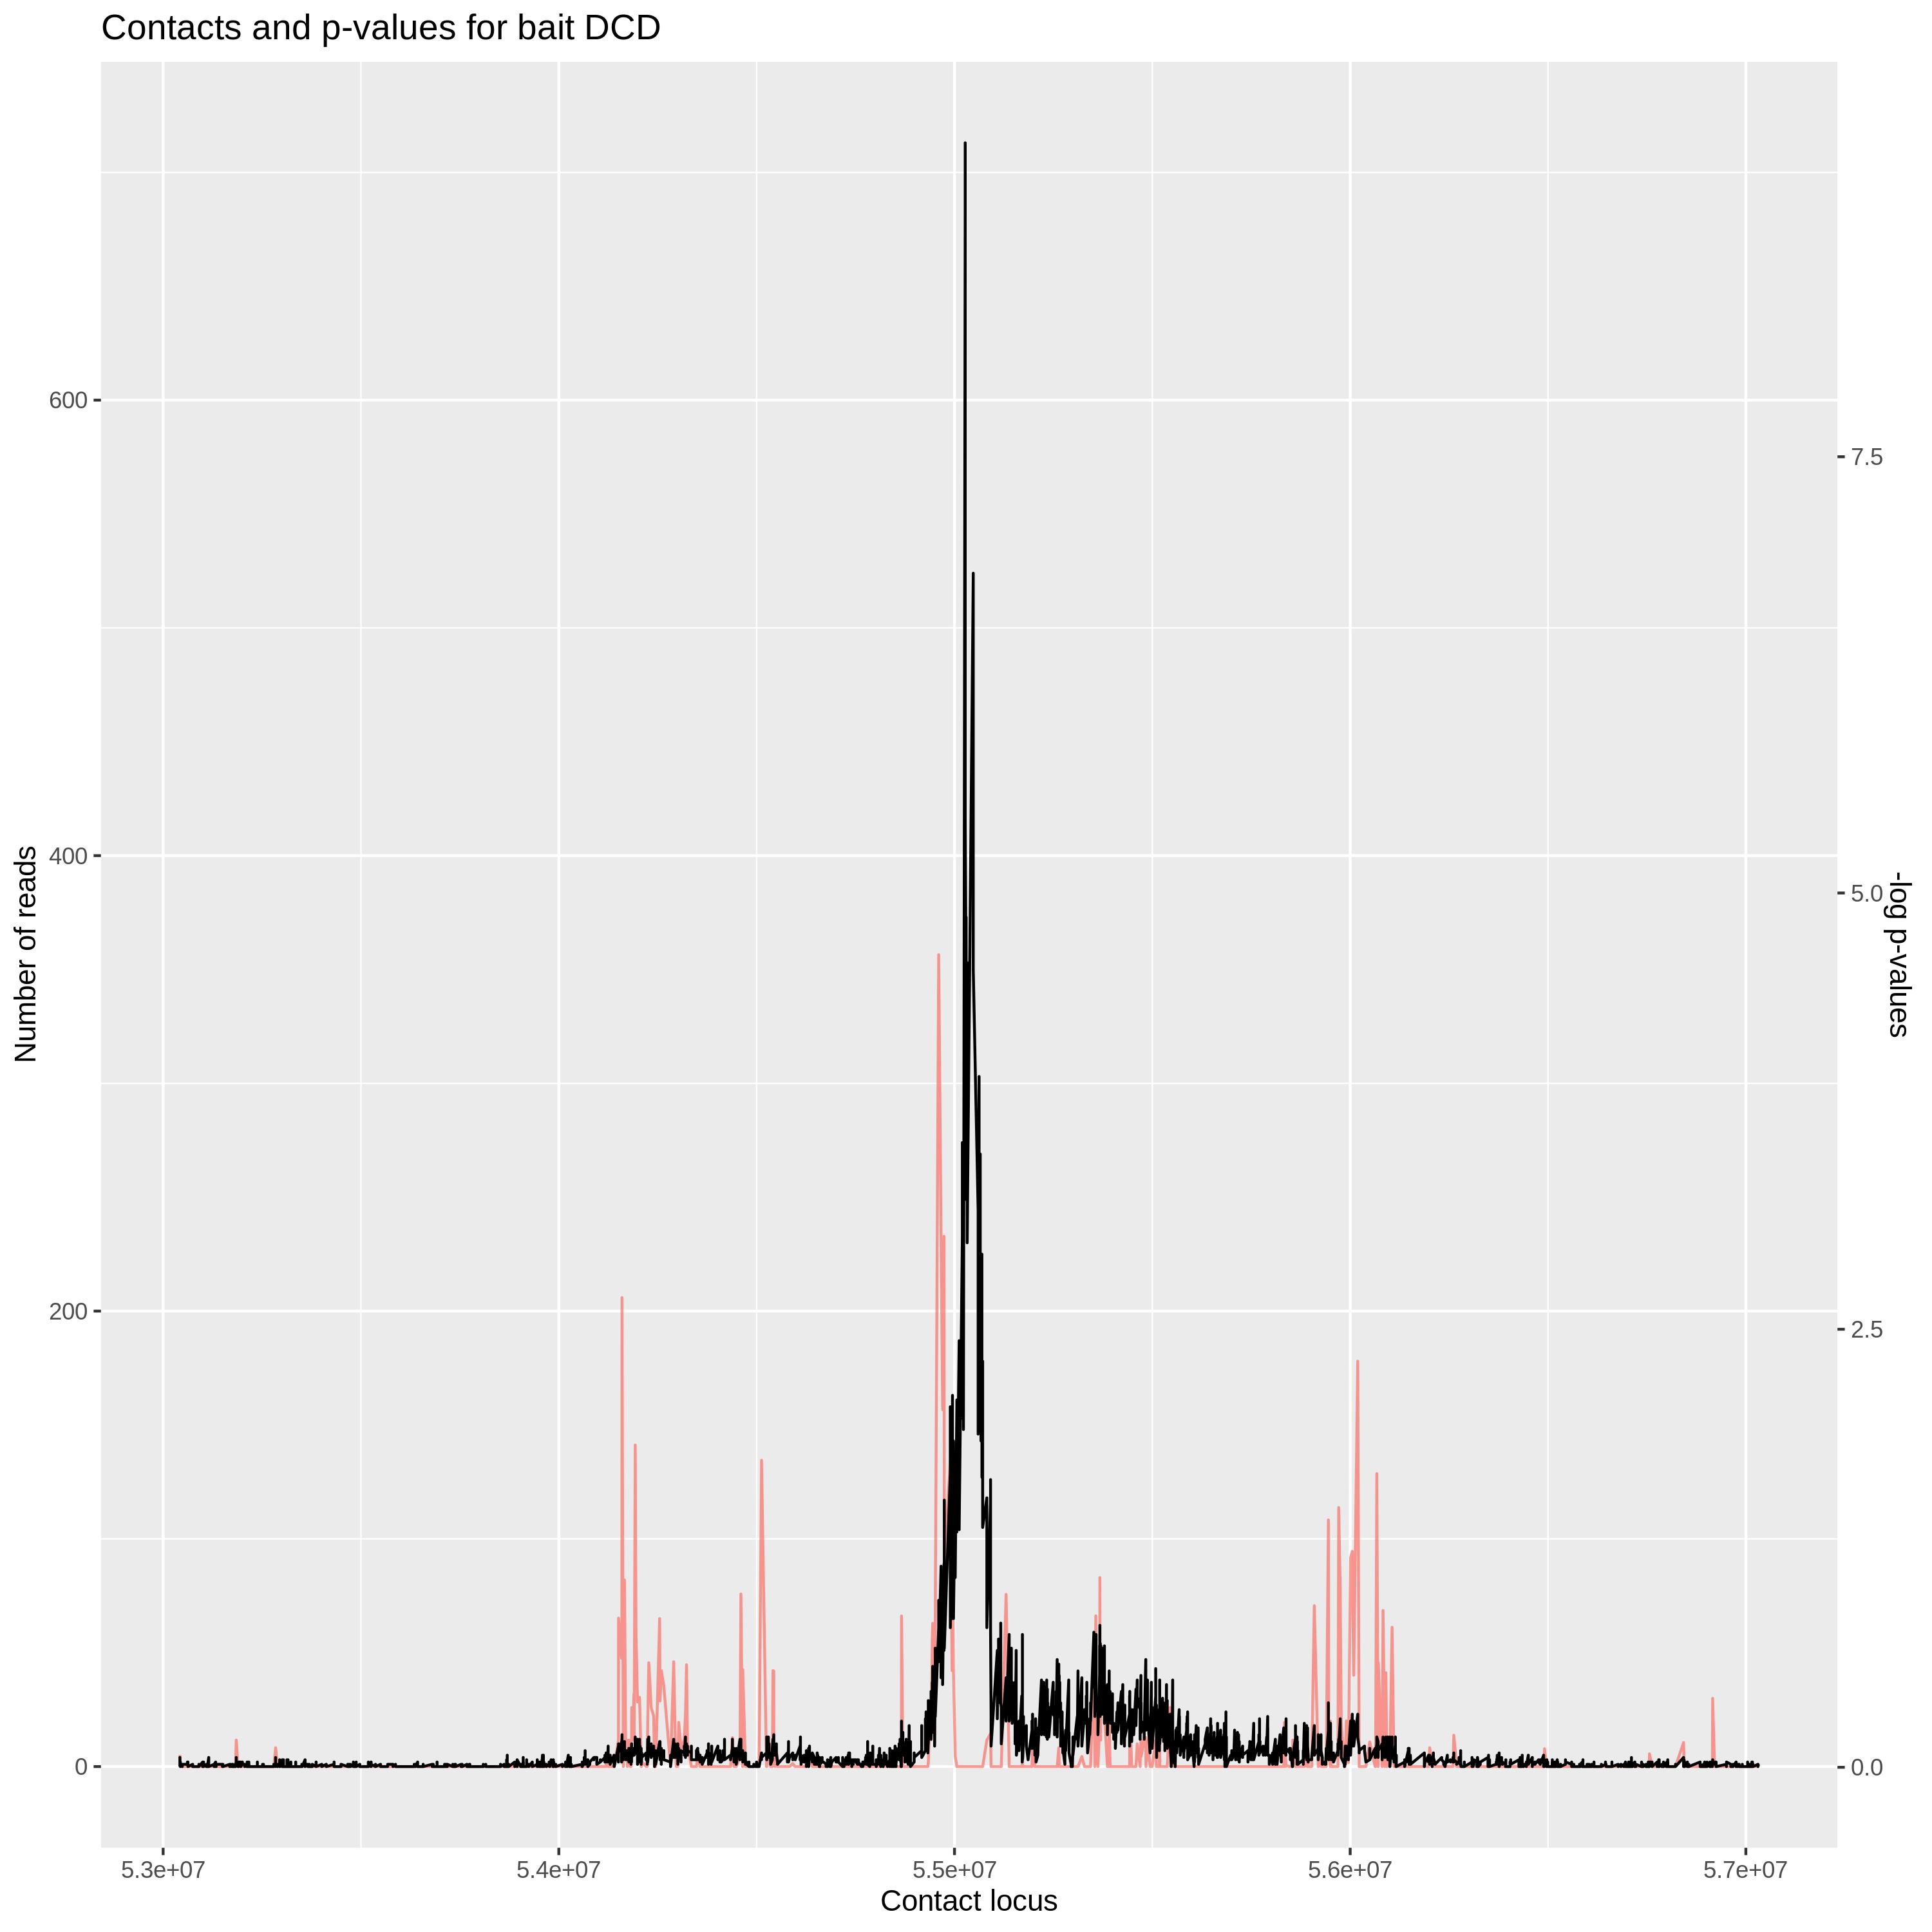 Contacts and p-values for bait DCD
Number of reads
600
400
200
0
7.5
5.0
2.5
0.0
-log p-values
5.3e+07 5.4e+07 5.5e+07 5.6e+07 5.7e+07
Contact locus